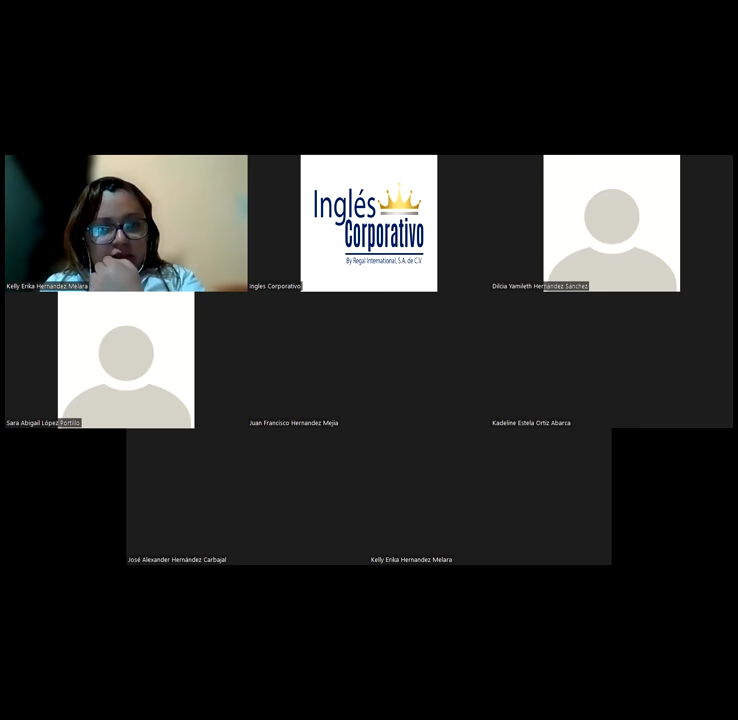 Inglés
Corporativo
By Regal International, S.A. de C.V.
Kelly Erika Hernandez Melara
Ingles Corporativo
Dilcia Yamileth Hernández Sánchez
Sara Abigail López Portillo
Juan Francisco Hernandez Mejia
Kadeline Estela Ortiz Abarca
José Alexander Hernández Carbajal
Kelly Erika Hernandez Melara